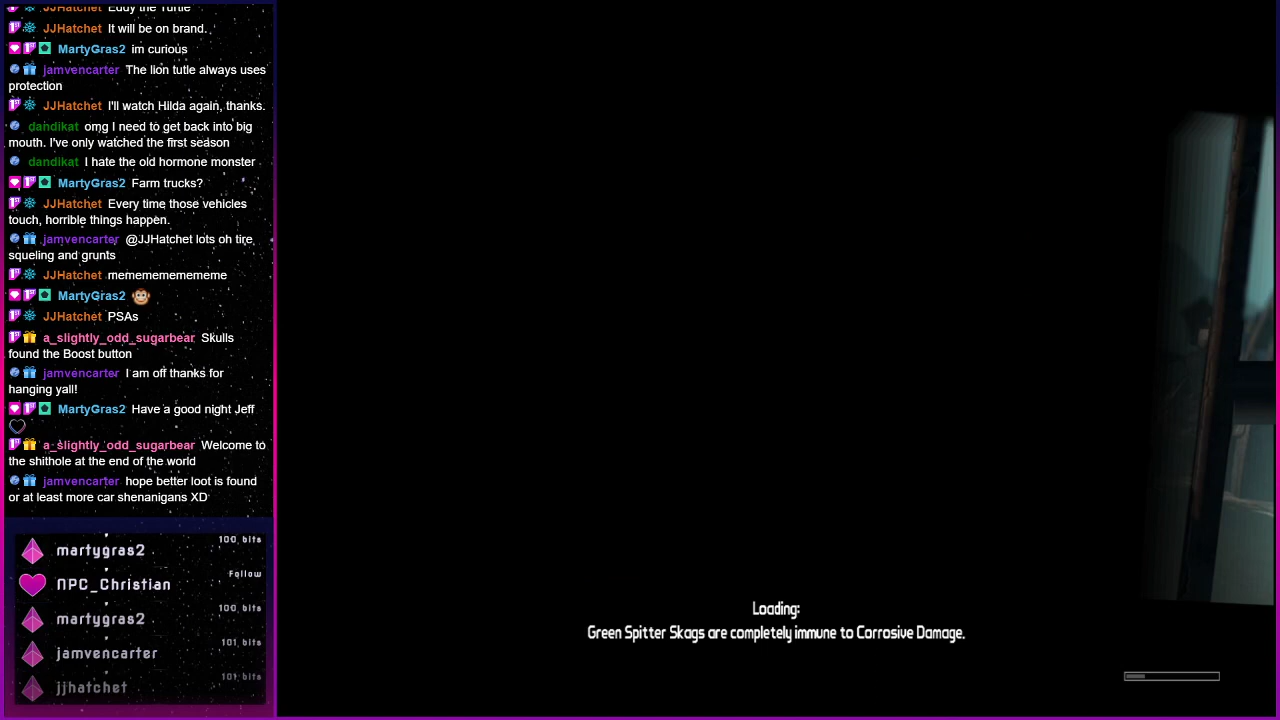 JJHatchet Eddy the Turtle
JJHatchet It will be on brand.
MartyGras2 im curious
jamvencarter The lion tutle always uses
protection
JJHatchet I'll watch Hilda again, thanks.
dandikat omg I need to get back into big
mouth. I've only watched the first season
dandikat I hate the old hormone monster
MartyGras2 Farm trucks?
JJHatchet Every time those vehicles
touch, horrible things happen.
jamvencarter @JJHatchet lots oh tire
squeling and grunts
JJHatchet memememememememe
MartyGras2
JJHatchet PSAs
a_slightly_odd_sugarbear Skulls
found the Boost button
jamvencarter I am off thanks for
hanging yall!
MartyGras2 Have a good night Jeff
a_slightly_odd_sugarbear Welcome to
the shithole at the end of the world
jamvencarter hope better loot is found
or at least more car shenanigans XD
martygras2 100 bits
NPC_Christian Follow
martygras2 100 bits
jamvencarter 101 bits
jjhatchet 101 bits
Loading:
Green Spitter Skags are completely immune to Corrosive Damage.